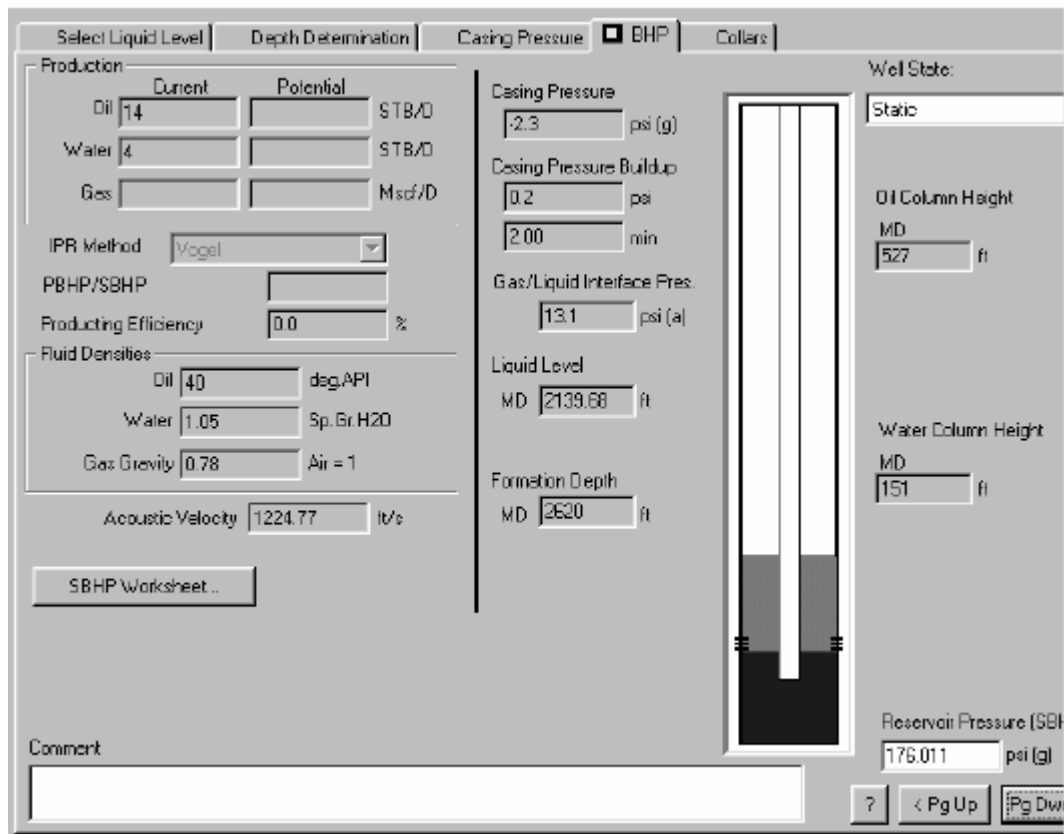 Select Liquid Level Depth Determination Casing Pressure BHP Collars
Production
Current Potential
Oil 14 STB/D
Water 4 STB/D
Gas Mscf/D
IPR Method Vogel
PBHP/SBHP
Producting Efficiency 0.0 %
Fluid Densities
Oil 40 deg.API
Water 1.05 Sp.Gr.H2O
Gas Gravity 0.78 Air = 1
Acoustic Velocity 1224.77 ft/s
SBHP Worksheet...
Casing Pressure
-2.3 psi (g)
Casing Pressure Buildup
0.2 psi
2.00 min
Gas/Liquid Interface Pres.
13.1 psi (a)
Liquid Level
MD 2139.68 ft
Formation Depth
MD 2620 ft
Well State:
Static
Oil Column Height
MD
527 ft
Water Column Height
MD
151 ft
Reservoir Pressure (SBH
176.011 psi (g)
Comment
? < Pg Up Pg Dw